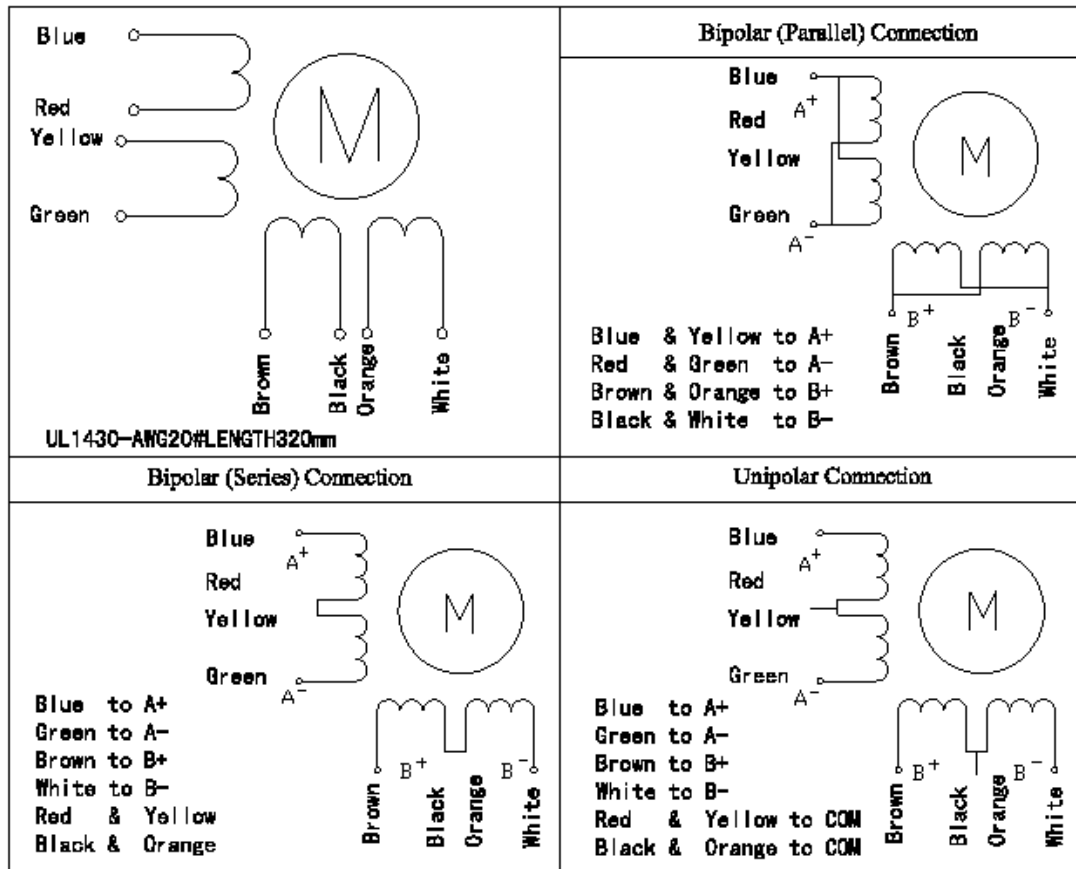 Blue
Red
Yellow
Green
M
Brown
Black
Orange
White
UL1430-AWG20#LENGTH320mm
Bipolar (Parallel) Connection
Blue
A+
Red
Yellow
Green
A-
M
B+
B-
Brown
Black
Orange
White
Blue & Yellow to A+
Red & Green to A-
Brown & Orange to B+
Black & White to B-
Bipolar (Series) Connection
Blue
A+
Red
Yellow
Green
A-
M
B+
B-
Brown
Black
Orange
White
Blue to A+
Green to A-
Brown to B+
White to B-
Red & Yellow
Black & Orange
Unipolar Connection
Blue
A+
Red
Yellow
Green
A-
M
B+
B-
Brown
Black
Orange
White
Blue to A+
Green to A-
Brown to B+
White to B-
Red & Yellow to COM
Black & Orange to COM